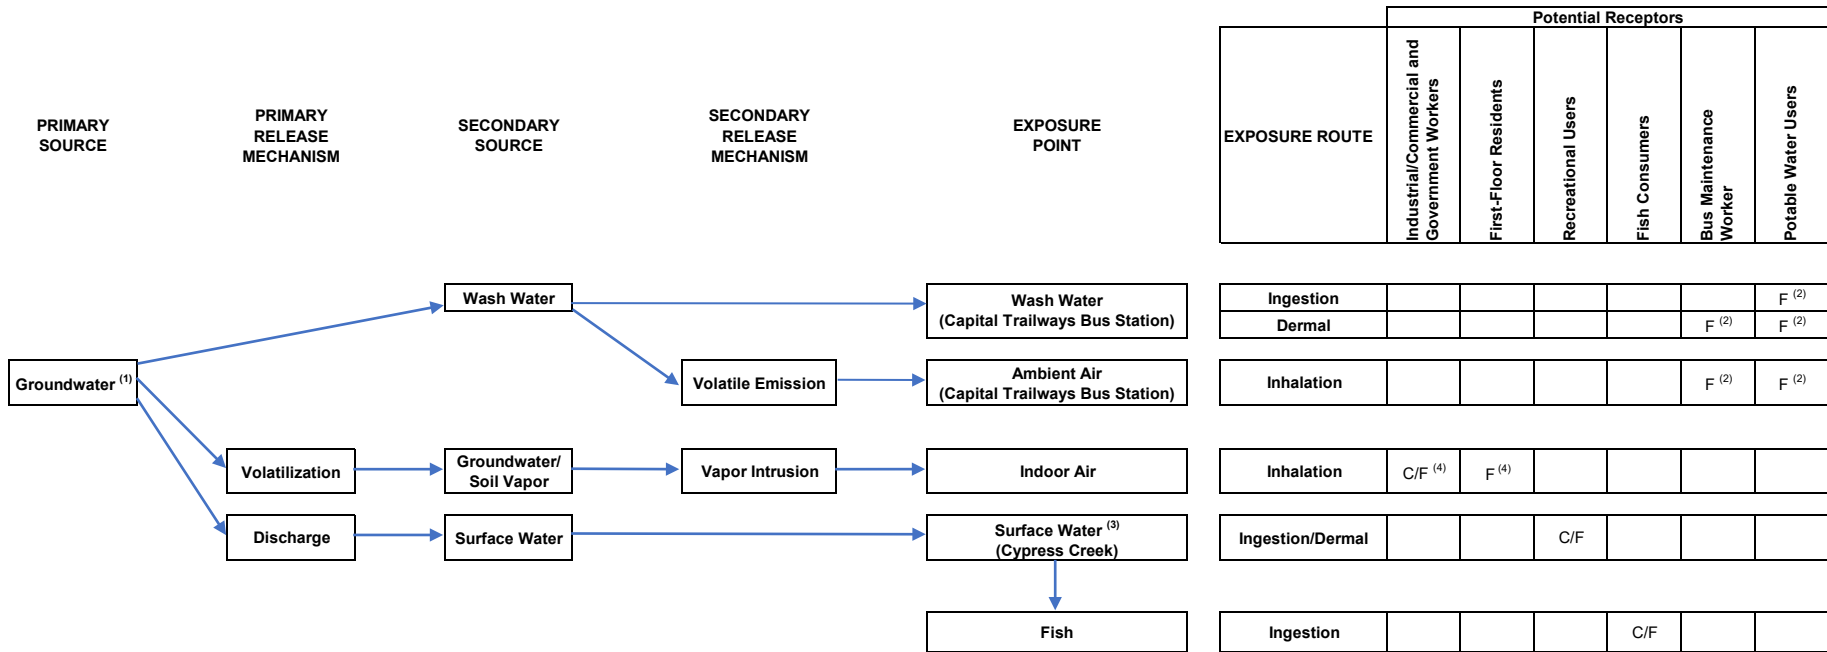 Potential Receptors
PRIMARY
SOURCE
PRIMARY
RELEASE
MECHANISM
SECONDARY
SOURCE
SECONDARY
RELEASE
MECHANISM
EXPOSURE
POINT
EXPOSURE ROUTE
Industrial/Commercial and
Government Workers
First-Floor Residents
Recreational Users
Fish Consumers
Bus Maintenance
Worker
Potable Water Users
Wash Water
Wash Water
(Capital Trailways Bus Station)
Ingestion
F (2)
Dermal
F (2)
F (2)
Groundwater (1)
Volatile Emission
Ambient Air
(Capital Trailways Bus Station)
Inhalation
F (2)
F (2)
Volatilization
Groundwater/
Soil Vapor
Vapor Intrusion
Indoor Air
Inhalation
C/F (4)
F (4)
Discharge
Surface Water
Surface Water (3)
(Cypress Creek)
Ingestion/Dermal
C/F
Fish
Ingestion
C/F